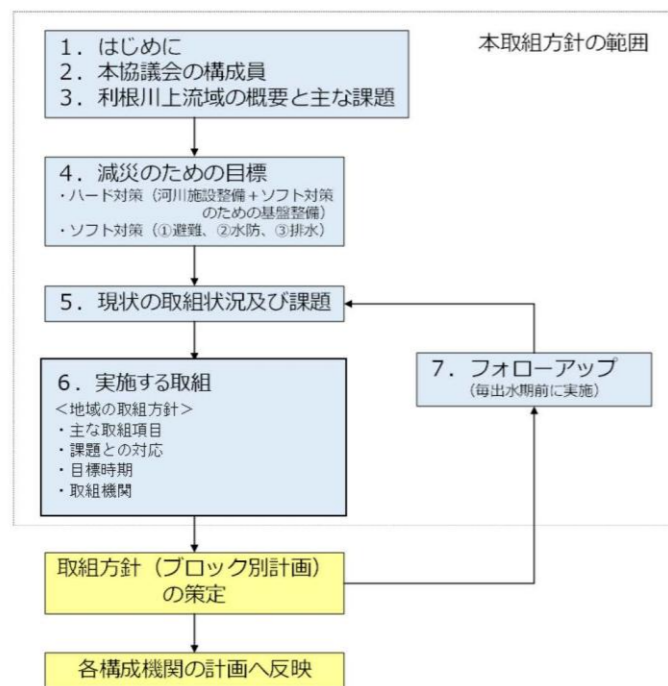 本取組方針の範囲
１．はじめに
２．本協議会の構成員
３．利根川上流域の概要と主な課題
４．減災のための目標
・ハード対策（河川施設整備＋ソフト対策
のための基盤整備）
・ソフト対策（①避難、②水防、③排水）
５．現状の取組状況及び課題
６．実施する取組
＜地域の取組方針＞
・主な取組項目
・課題との対応
・目標時期
・取組機関
７．フォローアップ
（毎出水期前に実施）
取組方針（ブロック別計画）
の策定
各構成機関の計画へ反映